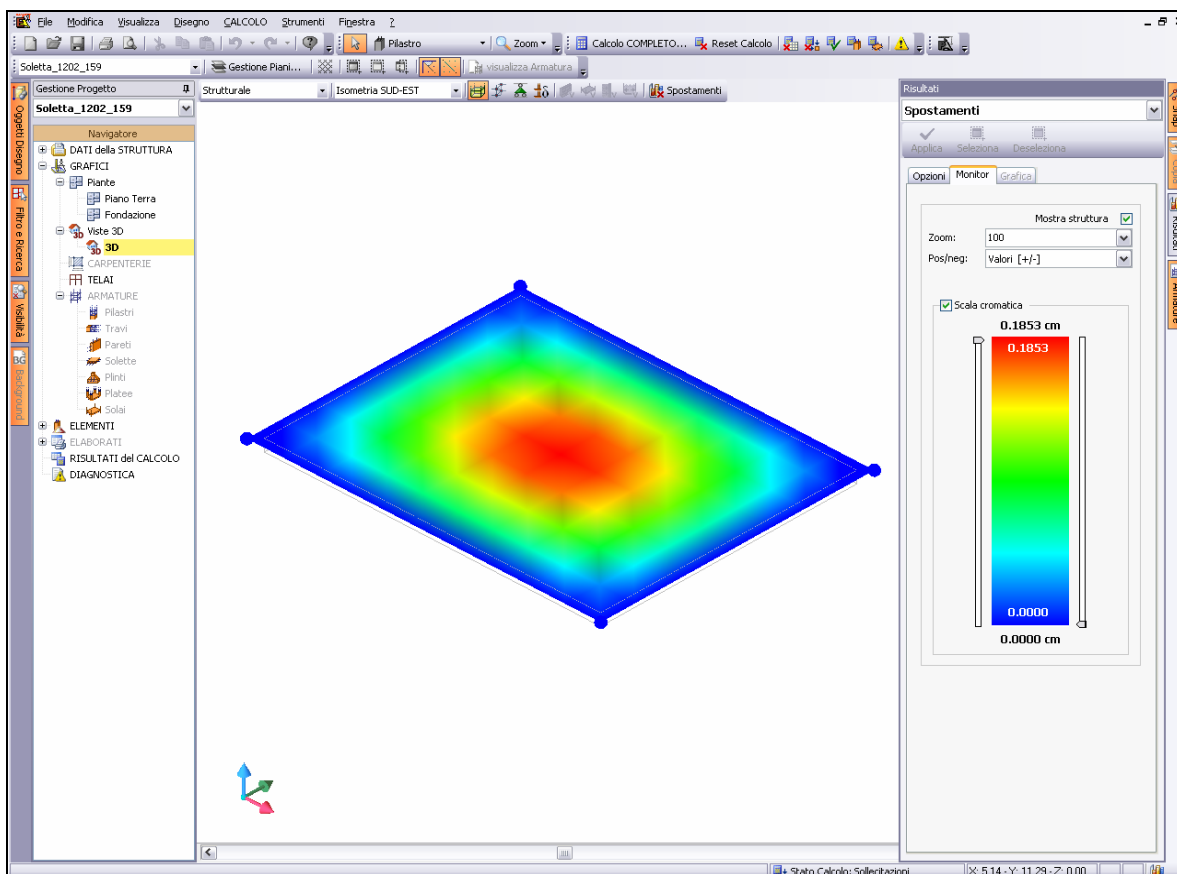 File Modifica Visualizza Disegno CALCOLO Strumenti Finestra ?
Pilastro Zoom Calcolo COMPLETO... Reset Calcolo
Soletta_1202_159 Gestione Piani... visualizza Armatura
Gestione Progetto
Strutturale Isometria SUD-EST Spostamenti
Soletta_1202_159
Navigatore
DATI della STRUTTURA
GRAFICI
Piante
Piano Terra
Fondazione
Viste 3D
3D
CARPENTERIE
TELAI
ARMATURE
Pilastri
Travi
Pareti
Solette
Plinti
Platee
Solai
ELEMENTI
ELABORATI
RISULTATI del CALCOLO
DIAGNOSTICA
Oggetti Disegno
Filtro e Ricerca
Visibilità
BG Background
Risultati
Spostamenti
Applica Seleziona Deseleziona
Opzioni Monitor Grafica
Mostra struttura
Zoom: 100
Pos/neg: Valori [+/-]
Scala cromatica
0.1853 cm
0.1853
0.0000
0.0000 cm
Snap
Copia
Risultati
Armature
Stato Calcolo: Sollecitazioni X: 5.14 - Y: 11.29 - Z: 0.00